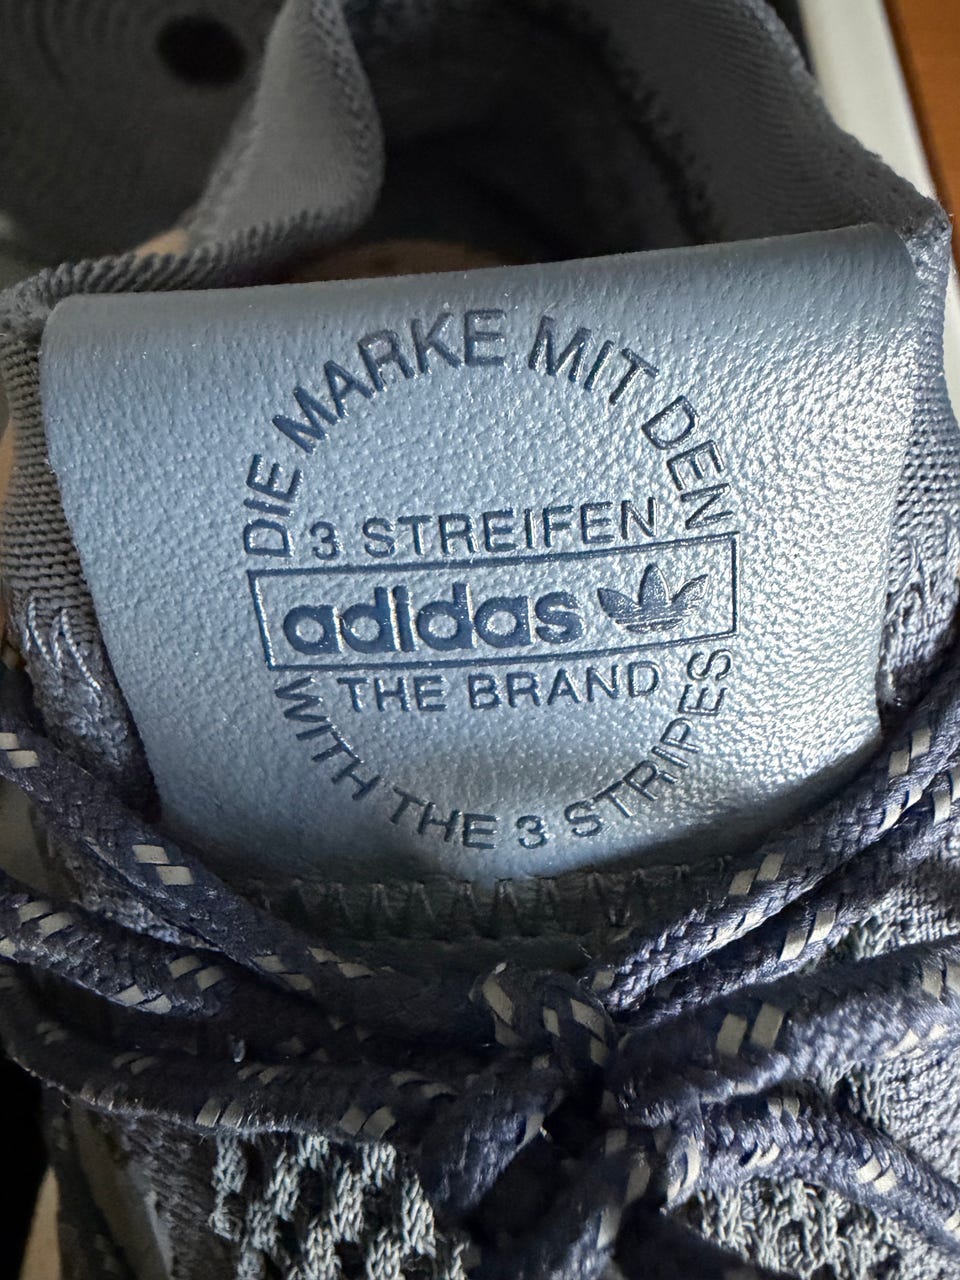 DIE MARKE MIT DEN
3 STREIFEN
adidas
THE BRAND
WITH THE 3 STRIPES